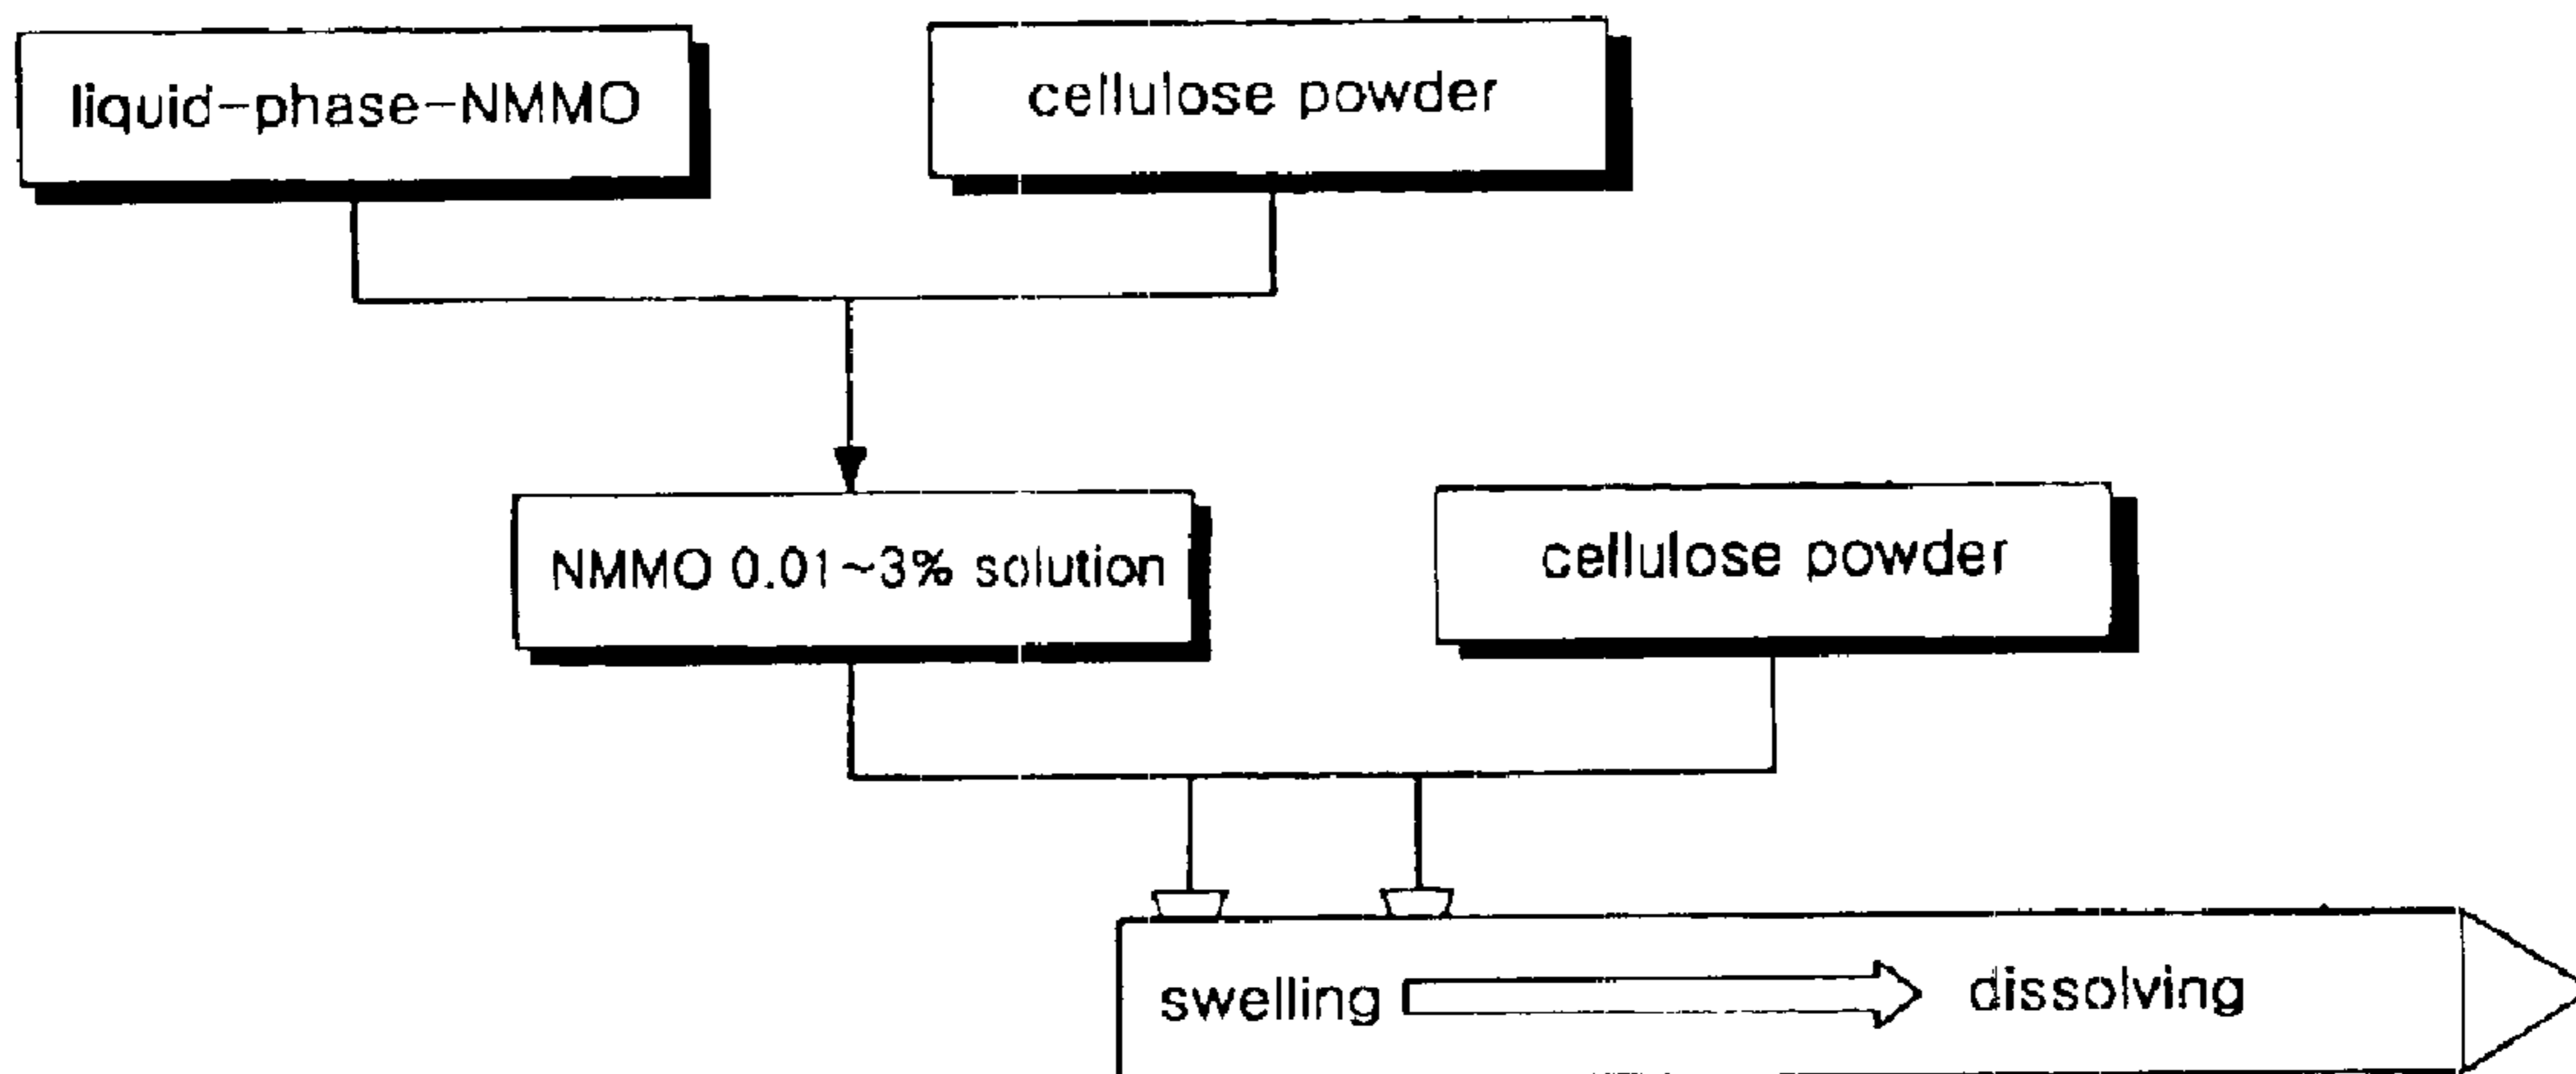 liquid-phase-NMMO
cellulose powder
NMMO 0.01~3% solution
cellulose powder
swelling
dissolving